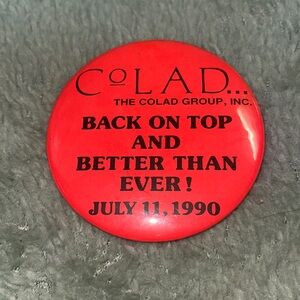 COLAD...
THE COLAD GROUP, INC.
BACK ON TOP
AND
BETTER THAN
EVER!
JULY 11, 1990